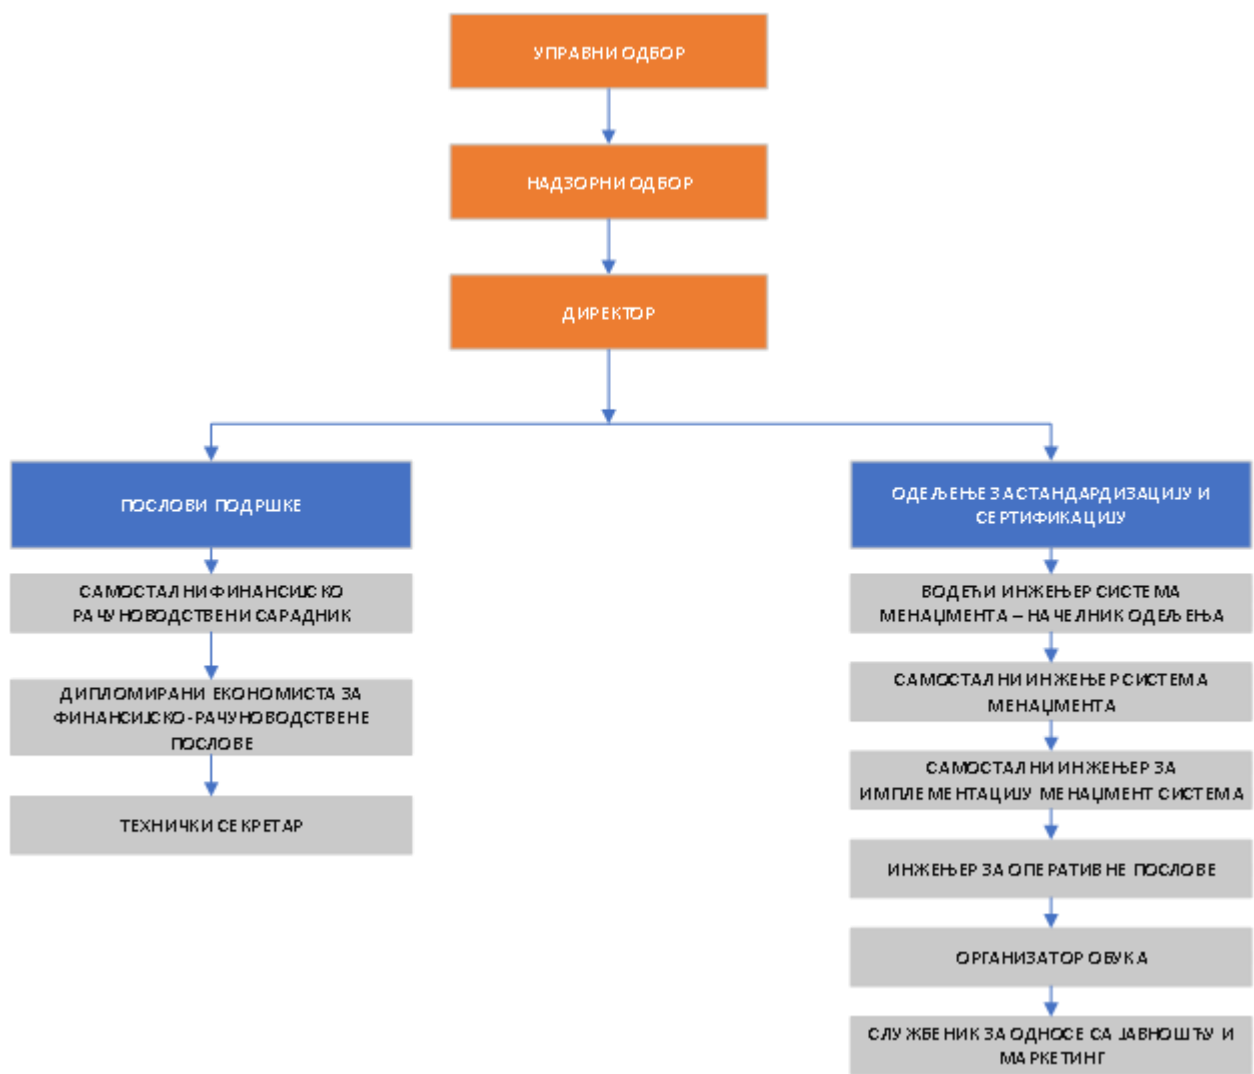 УПРАВНИ ОДБОР
НАДЗОРНИ ОДБОР
ДИРЕКТОР
ПОСЛОВИ ПОДРШКЕ
САМОСТАЛНИ ФИНАНСИЈСКО
РАЧУНОВОДСТВЕНИ САРАДНИК
ДИПЛОМИРАНИ ЕКОНОМИСТА ЗА
ФИНАНСИЈСКО-РАЧУНОВОДСТВЕНЕ
ПОСЛОВЕ
ТЕХНИЧКИ СЕКРЕТАР
ОДЕЉЕЊЕ ЗА СТАНДАРДИЗАЦИЈУ И
СЕРТИФИКАЦИЈУ
ВОДЕЋИ ИНЖЕЊЕР СИСТЕМА
МЕНАЏМЕНТА – НАЧЕЛНИК ОДЕЉЕЊА
САМОСТАЛНИ ИНЖЕЊЕР СИСТЕМА
МЕНАЏМЕНТА
САМОСТАЛНИ ИНЖЕЊЕР ЗА
ИМПЛЕМЕНТАЦИЈУ МЕНАЏМЕНТ СИСТЕМА
ИНЖЕЊЕР ЗА ОПЕРАТИВНЕ ПОСЛОВЕ
ОРГАНИЗАТОР ОБУКА
СЛУЖБЕНИК ЗА ОДНОСЕ СА ЈАВНОШЋУ И
МАРКЕТИНГ